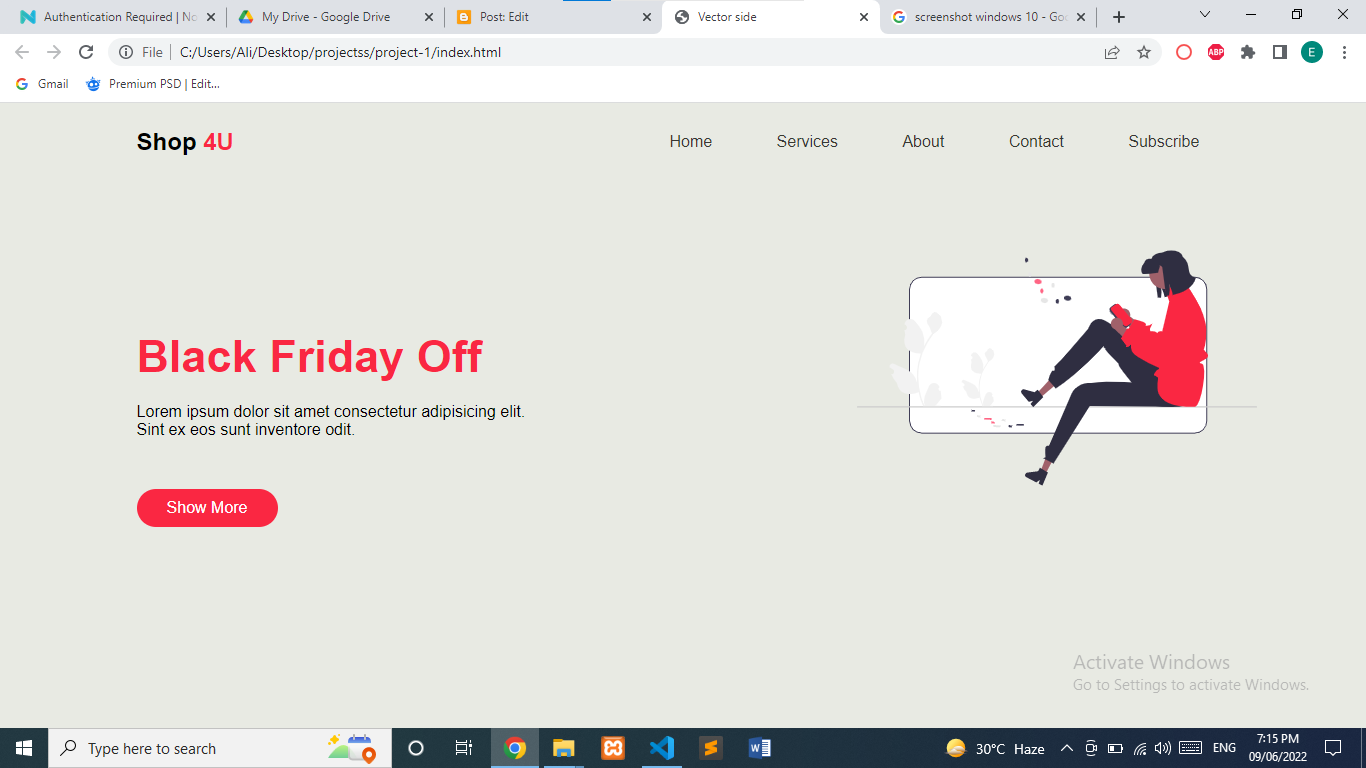 Authentication Required | No
My Drive - Google Drive
Post: Edit
Vector side
screenshot windows 10 - Goo
File
C:/Users/Ali/Desktop/projectss/project-1/index.html
ABP
E
Gmail
Premium PSD | Edit...
Shop 4U
Home
Services
About
Contact
Subscribe
Black Friday Off
Lorem ipsum dolor sit amet consectetur adipisicing elit.
Sint ex eos sunt inventore odit.
Show More
Activate Windows
Go to Settings to activate Windows.
Type here to search
30°C Haze
ENG
7:15 PM
09/06/2022